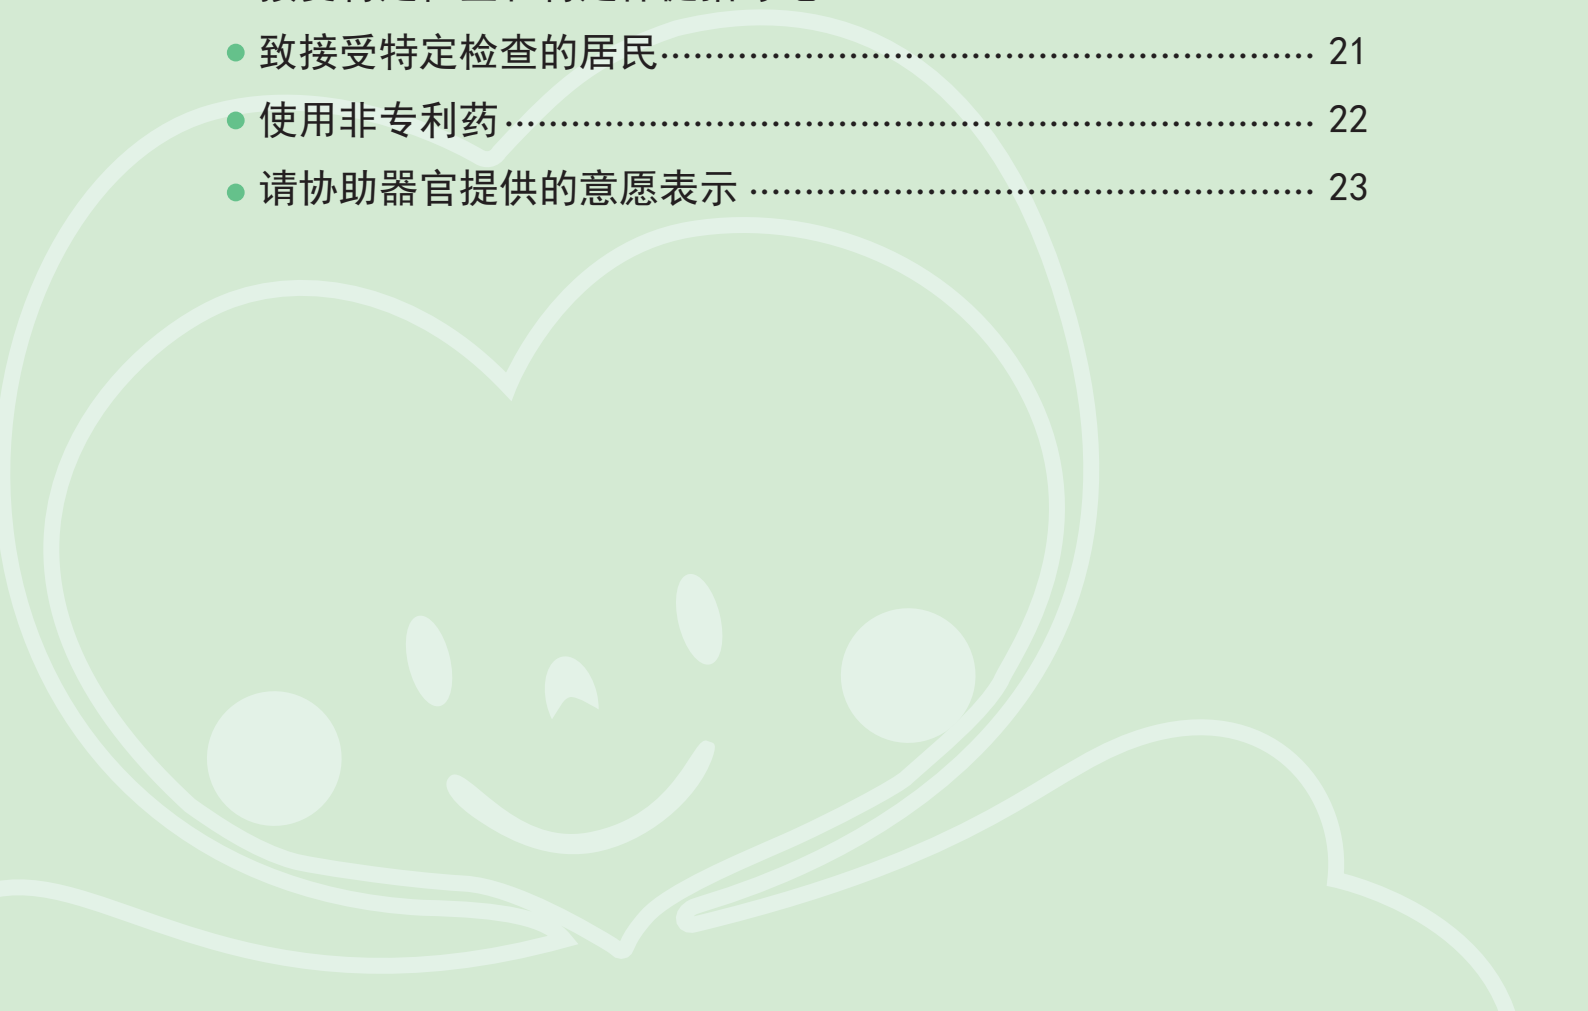 致接受特定检查的居民…………………………………………… 21
使用非专利药…………………………………………………………… 22
请协助器官提供的意愿表示 ……………………………………… 23